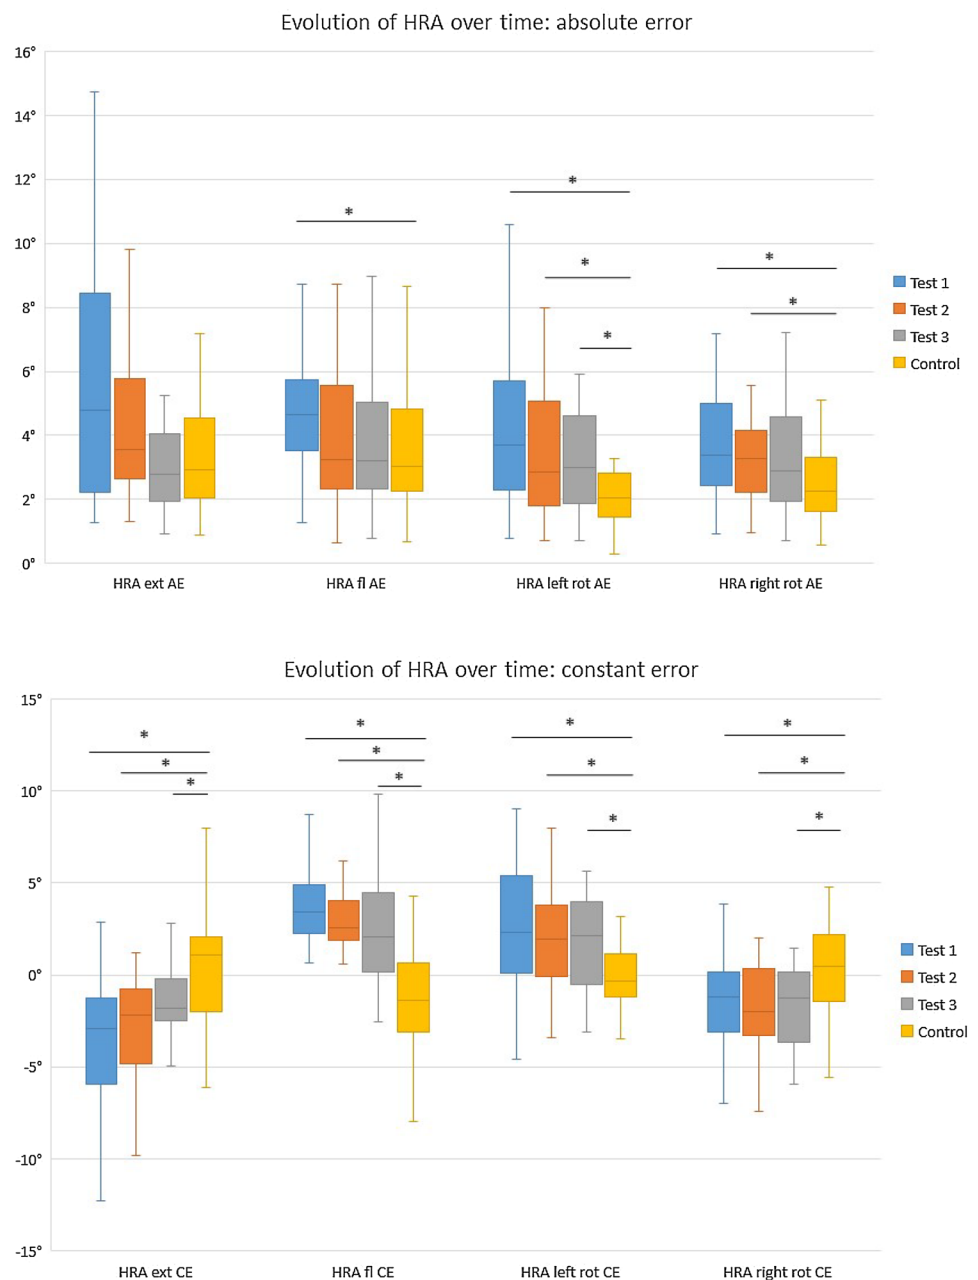 Evolution of HRA over time: absolute error
16°
14°
12°
10°
8°
6°
4°
2°
0°
*
*
*
*
*
*
HRA ext AE
HRA fl AE
HRA left rot AE
HRA right rot AE
Test 1
Test 2
Test 3
Control
Evolution of HRA over time: constant error
15°
10°
5°
0°
-5°
-10°
-15°
*
*
*
*
*
*
*
*
*
*
*
*
HRA ext CE
HRA fl CE
HRA left rot CE
HRA right rot CE
Test 1
Test 2
Test 3
Control